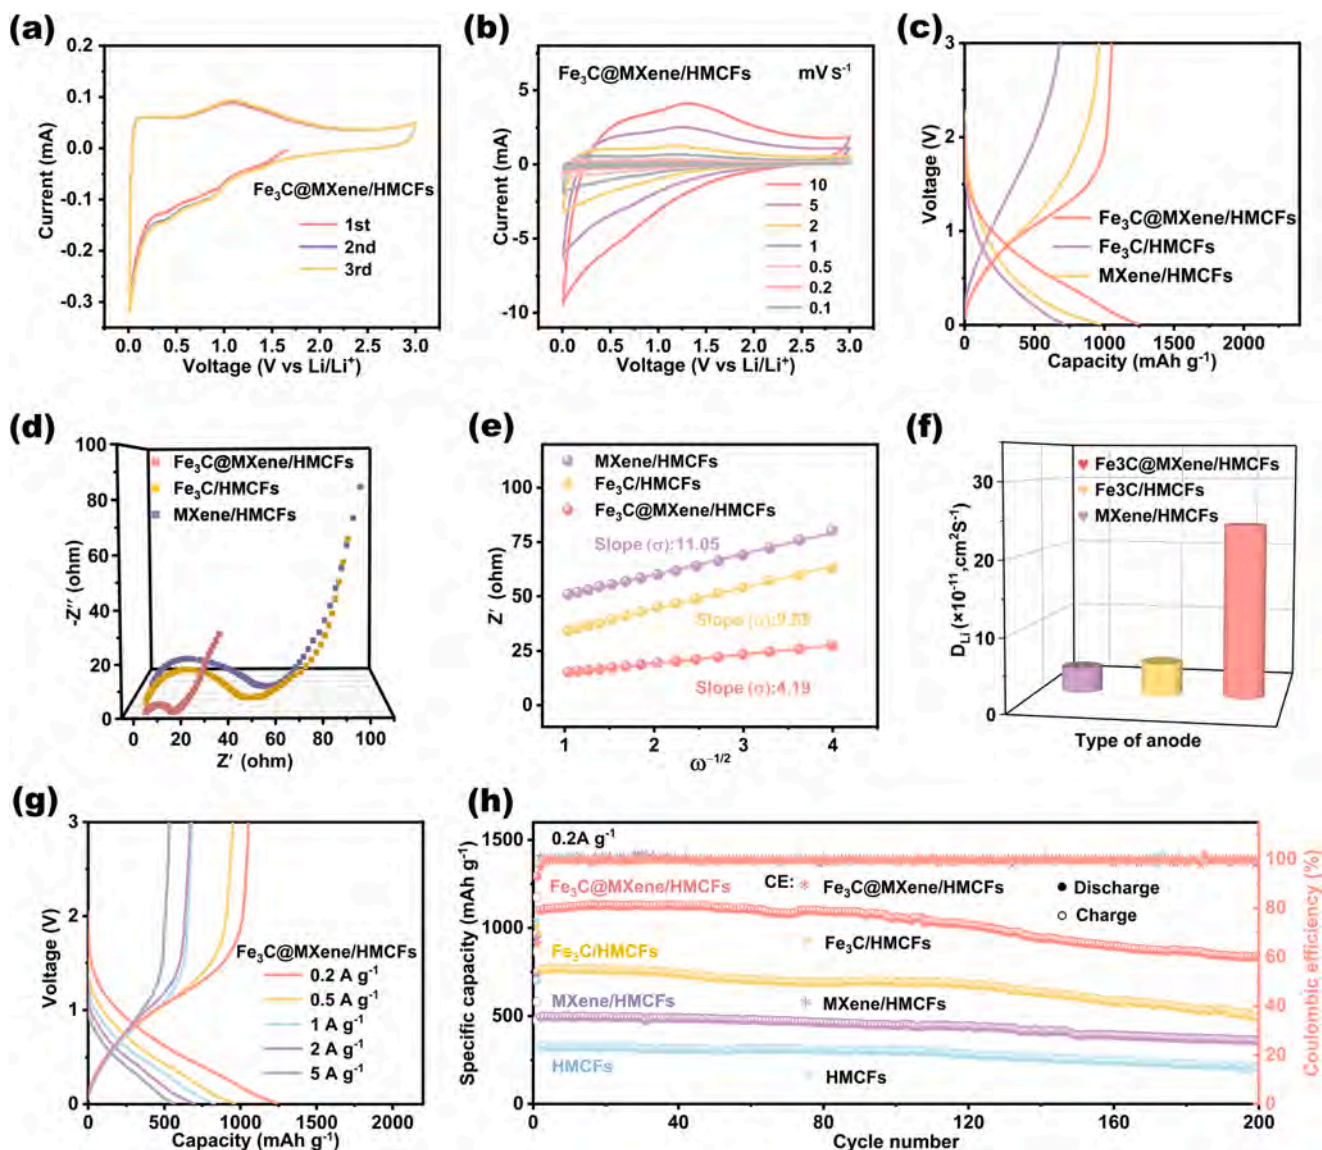 (a)
0.2
0.1
0.0
-0.1
-0.2
-0.3
Current (mA)
Fe₃C@MXene/HMCFs
1st
2nd
3rd
0.0 0.5 1.0 1.5 2.0 2.5 3.0
Voltage (V vs Li/Li⁺)
(b)
Fe₃C@MXene/HMCFs mV S⁻¹
5
0
-5
-10
Current (mA)
10
5
2
1
0.5
0.2
0.1
0.0 0.5 1.0 1.5 2.0 2.5 3.0
Voltage (V vs Li/Li⁺)
(c)
3
2
1
0
Voltage (V)
Fe₃C@MXene/HMCFs
Fe₃C/HMCFs
MXene/HMCFs
0 500 1000 1500 2000
Capacity (mAh g⁻¹)
(d)
100
80
60
40
20
0
-Z″ (ohm)
Fe₃C@MXene/HMCFs
Fe₃C/HMCFs
MXene/HMCFs
0 20 40 60 80 100
Z′ (ohm)
(e)
100
75
50
25
0
Z′ (ohm)
MXene/HMCFs
Fe₃C/HMCFs
Fe₃C@MXene/HMCFs
Slope (σ):11.05
Slope (σ):
Slope (σ):4.19
1 2 3 4
ω⁻¹/²
(f)
30
20
10
0
D_Li (×10⁻¹¹,cm²S⁻¹)
Fe3C@MXene/HMCFs
Fe3C/HMCFs
MXene/HMCFs
Type of anode
(g)
3
2
1
0
Voltage (V)
Fe₃C@MXene/HMCFs
0.2 A g⁻¹
0.5 A g⁻¹
1 A g⁻¹
2 A g⁻¹
5 A g⁻¹
0 500 1000 1500 2000
Capacity (mAh g⁻¹)
(h)
1500
1000
500
0
Specific capacity (mAh g⁻¹)
0.2A g⁻¹
Fe₃C@MXene/HMCFs
CE: Fe₃C@MXene/HMCFs
Discharge
Charge
Fe₃C/HMCFs
Fe₃C/HMCFs
MXene/HMCFs
MXene/HMCFs
HMCFs
HMCFs
100
80
60
40
20
0
Coulombic efficiency (%)
0 40 80 120 160 200
Cycle number